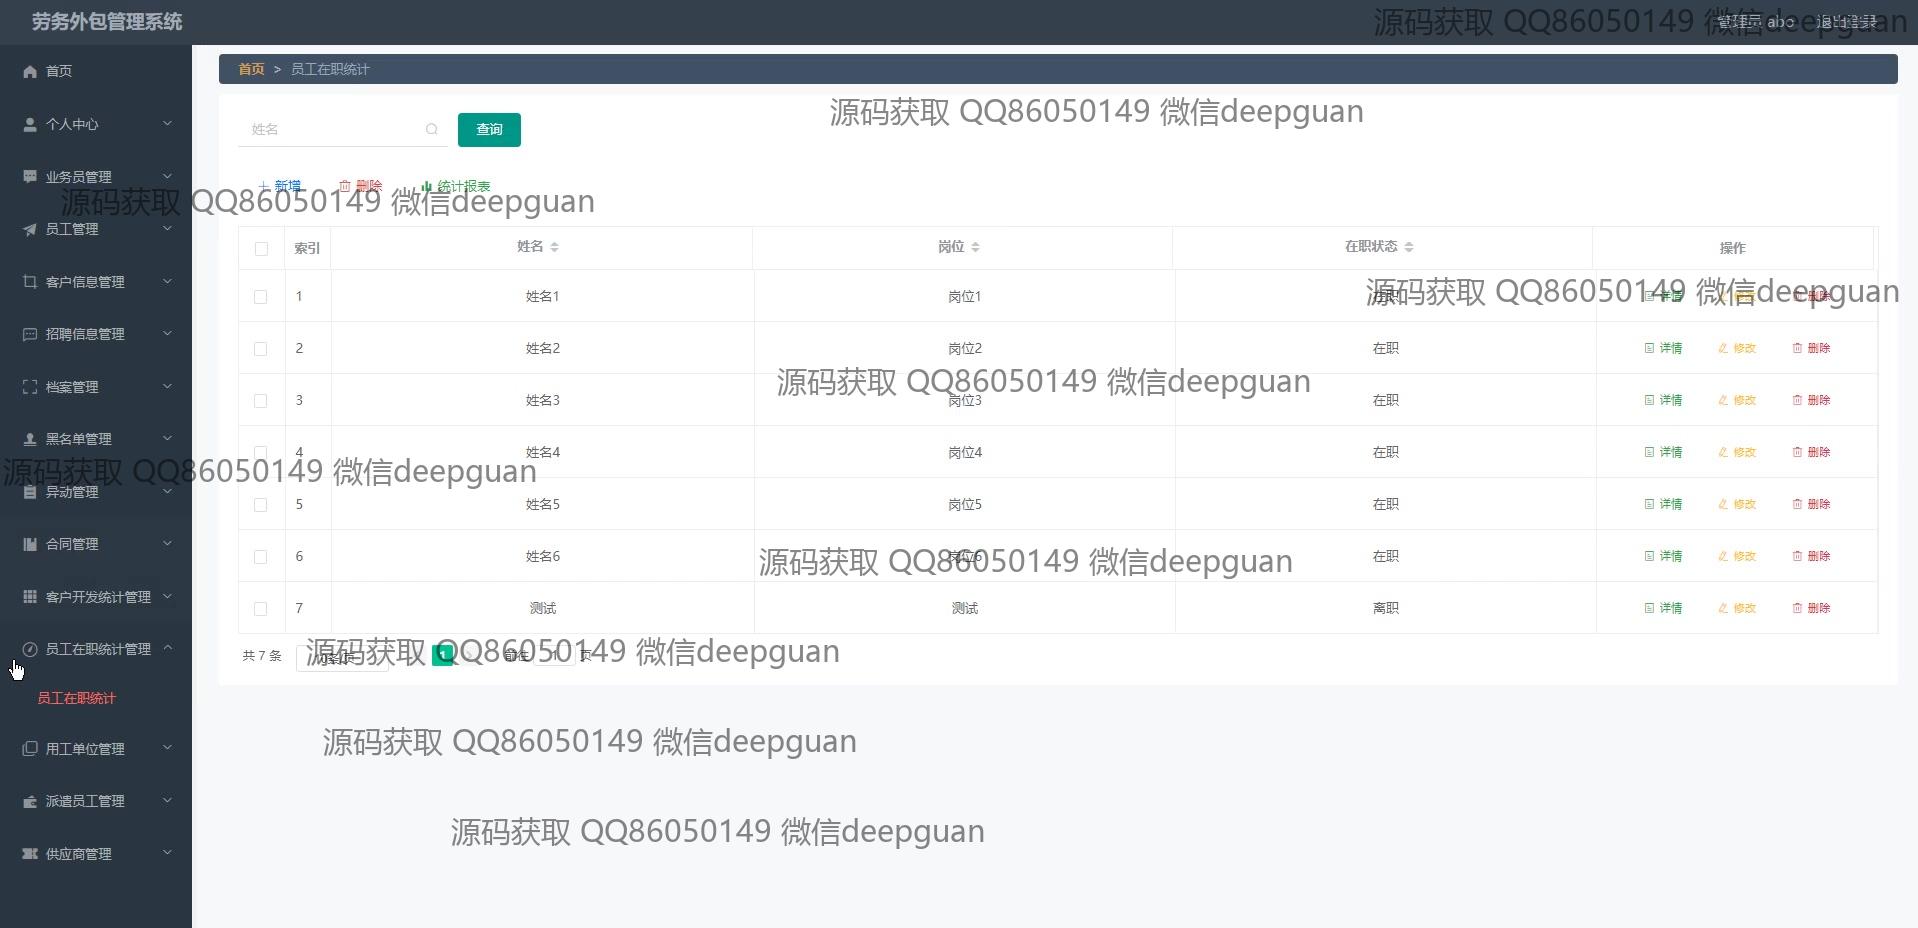 劳务外包管理系统
源码获取 QQ86050149 微信deepguan
管理员 abo 退出登录
首页
个人中心
业务员管理
员工管理
客户信息管理
招聘信息管理
档案管理
黑名单管理
异动管理
合同管理
客户开发统计管理
员工在职统计管理
员工在职统计
用工单位管理
派遣员工管理
供应商管理
首页 > 员工在职统计
源码获取 QQ86050149 微信deepguan
姓名 查询
新增 删除 统计报表
源码获取 QQ86050149 微信deepguan
索引 姓名 岗位 在职状态 操作
源码获取 QQ86050149 微信deepguan
1 姓名1 岗位1 在职 详情 修改 删除
2 姓名2 岗位2 在职 详情 修改 删除
源码获取 QQ86050149 微信deepguan
3 姓名3 岗位3 在职 详情 修改 删除
4 姓名4 岗位4 在职 详情 修改 删除
源码获取 QQ86050149 微信deepguan
5 姓名5 岗位5 在职 详情 修改 删除
6 姓名6 岗位6 在职 详情 修改 删除
源码获取 QQ86050149 微信deepguan
7 测试 测试 离职 详情 修改 删除
共 7 条 1 前往 1 页
源码获取 QQ86050149 微信deepguan
源码获取 QQ86050149 微信deepguan
源码获取 QQ86050149 微信deepguan